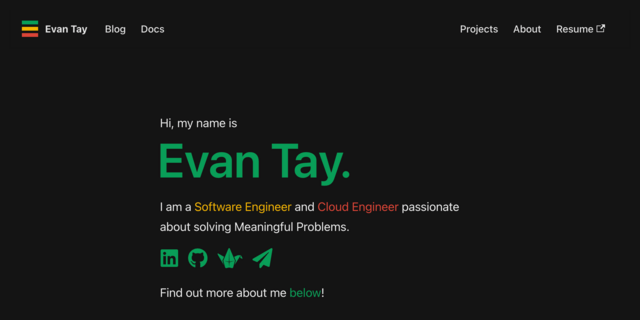 Evan Tay Blog Docs Projects About Resume
Hi, my name is
Evan Tay.
I am a Software Engineer and Cloud Engineer passionate
about solving Meaningful Problems.
in
Find out more about me below!